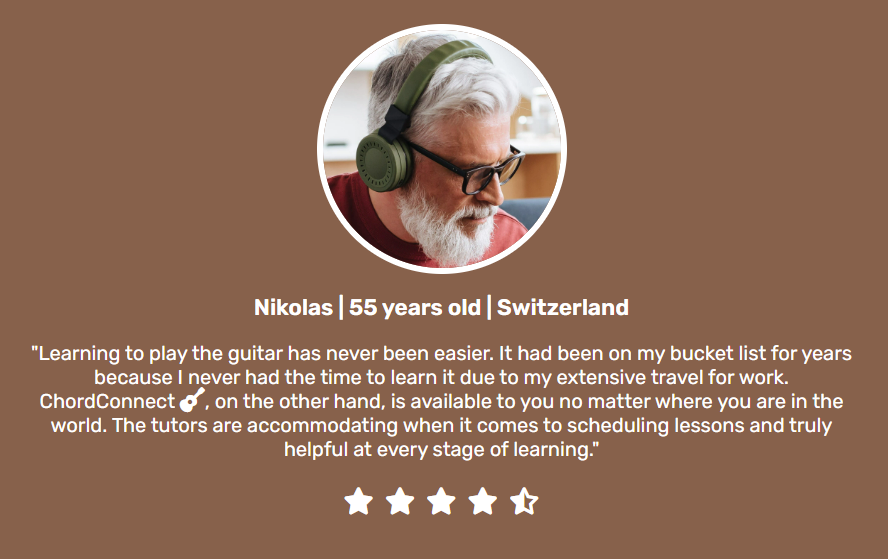 Nikolas | 55 years old | Switzerland
"Learning to play the guitar has never been easier. It had been on my bucket list for years
because I never had the time to learn it due to my extensive travel for work.
ChordConnect , on the other hand, is available to you no matter where you are in the
world. The tutors are accommodating when it comes to scheduling lessons and truly
helpful at every stage of learning."